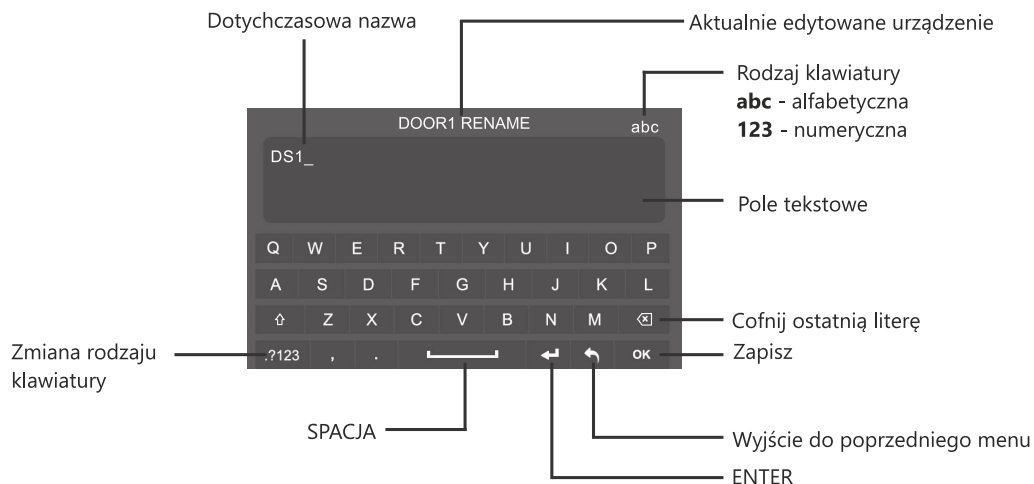 Dotychczasowa nazwa
Aktualnie edytowane urządzenie
Rodzaj klawiatury
abc - alfabetyczna
123 - numeryczna
DOOR1 RENAME
abc
DS1_
Pole tekstowe
Q W E R T Y U I O P
A S D F G H J K L
Z X C V B N M
Cofnij ostatnią literę
.?123 , . OK
Zapisz
Zmiana rodzaju
klawiatury
SPACJA
Wyjście do poprzedniego menu
ENTER